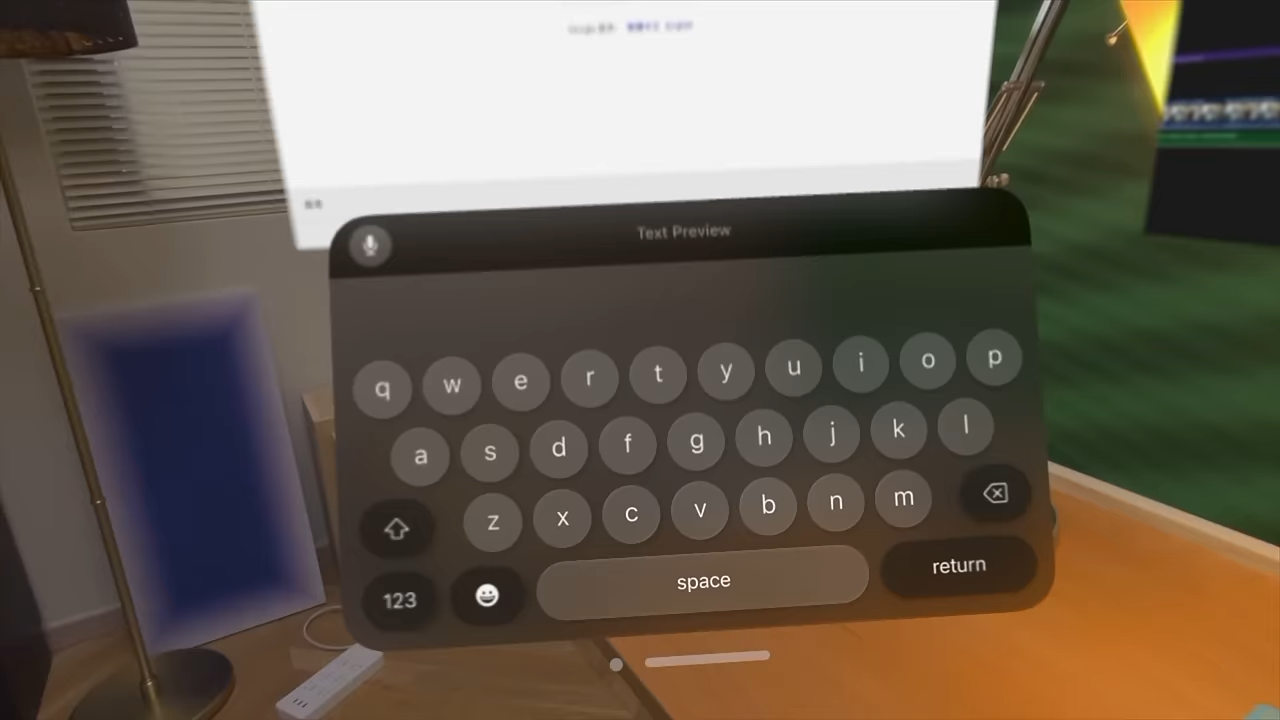 Text Preview
q w e r t y u i o p
a s d f g h j k l
z x c v b n m
123 space return